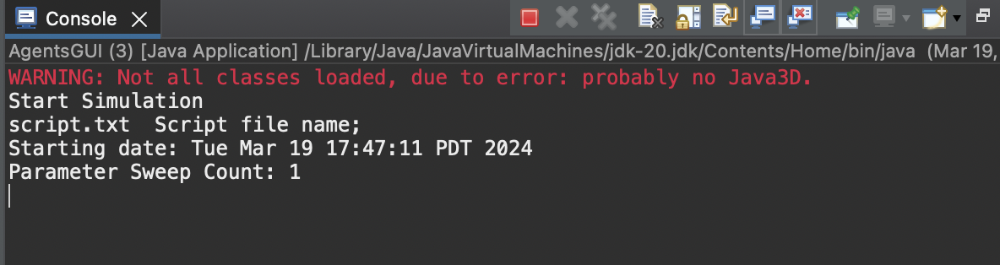 Console
AgentsGUI (3) [Java Application] /Library/Java/JavaVirtualMachines/jdk-20.jdk/Contents/Home/bin/java (Mar 19,
WARNING: Not all classes loaded, due to error: probably no Java3D.
Start Simulation
script.txt  Script file name;
Starting date: Tue Mar 19 17:47:11 PDT 2024
Parameter Sweep Count: 1